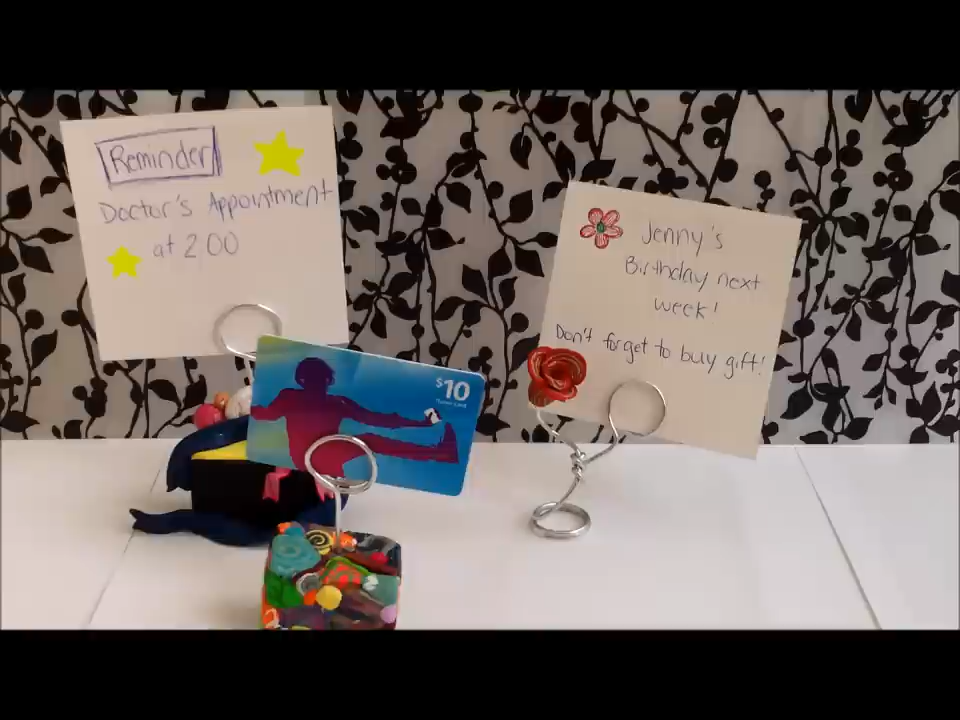 Reminder
Doctor's Appointment
at 2:00
$10
Jenny's
Birthday next
week!
Don't forget to buy gift!